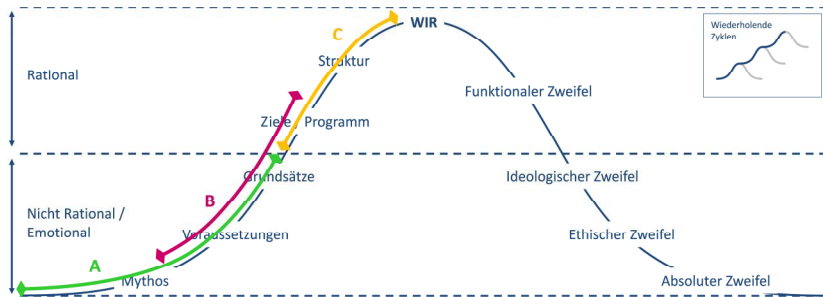 WIR
C
Wiederholende
Zyklen
Struktur
Rational
Funktionaler Zweifel
Ziele / Programm
Grundsätze
Ideologischer Zweifel
B
Nicht Rational /
Emotional
Voraussetzungen
Ethischer Zweifel
A
Mythos
Absoluter Zweifel